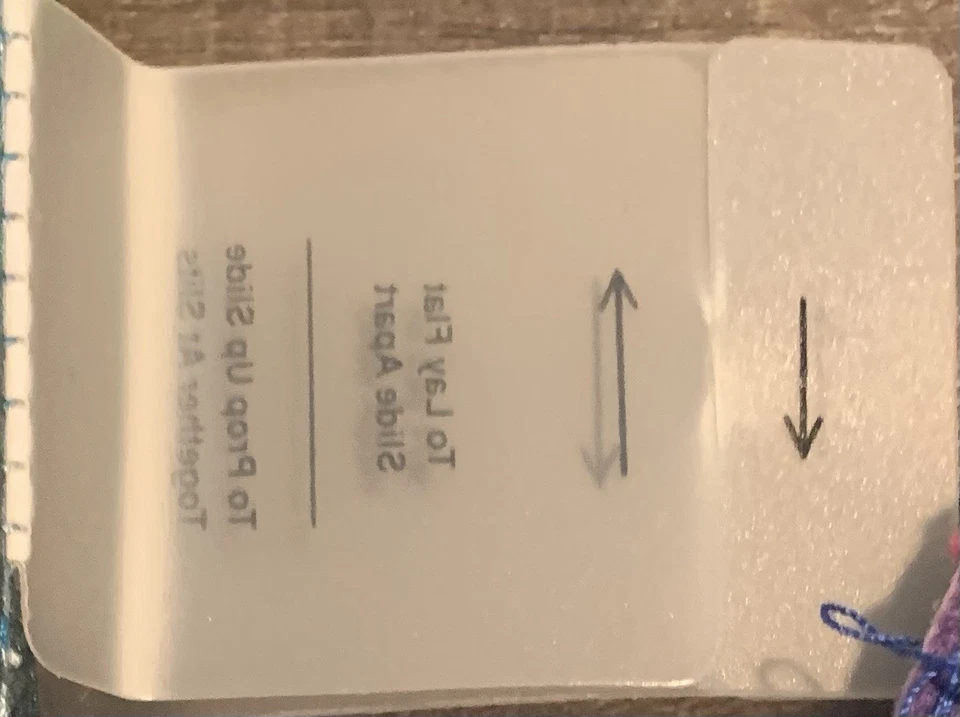 To Lay Flat
Slide Apart
To Prop Up Slide
Together At Slits